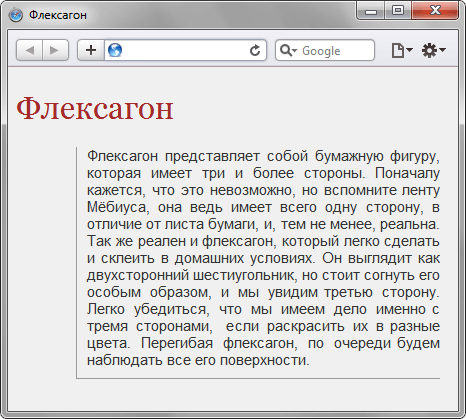 Флексагон
Google
Флексагон
Флексагон представляет собой бумажную фигуру,
которая имеет три и более стороны. Поначалу
кажется, что это невозможно, но вспомните ленту
Мёбиуса, она ведь имеет всего одну сторону, в
отличие от листа бумаги, и, тем не менее, реальна.
Так же реален и флексагон, который легко сделать
и склеить в домашних условиях. Он выглядит как
двухсторонний шестиугольник, но стоит согнуть его
особым образом, и мы увидим третью сторону.
Легко убедиться, что мы имеем дело именно с
тремя сторонами, если раскрасить их в разные
цвета. Перегибая флексагон, по очереди будем
наблюдать все его поверхности.